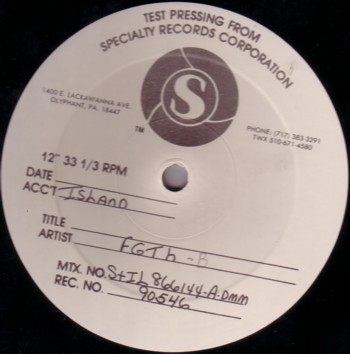 TEST PRESSING FROM
SPECIALTY RECORDS CORPORATION
1400 E. LACKAWANNA AVE.
OLYPHANT, PA. 18447
S
TM
PHONE: (717) 383-3291
TWX 510-671-4580
12" 33 1/3 RPM
DATE
ACCT Island
TITLE
ARTIST FGTh -
MTX. NO. St Ih 866144-A-Dmm
REC. NO. 90546